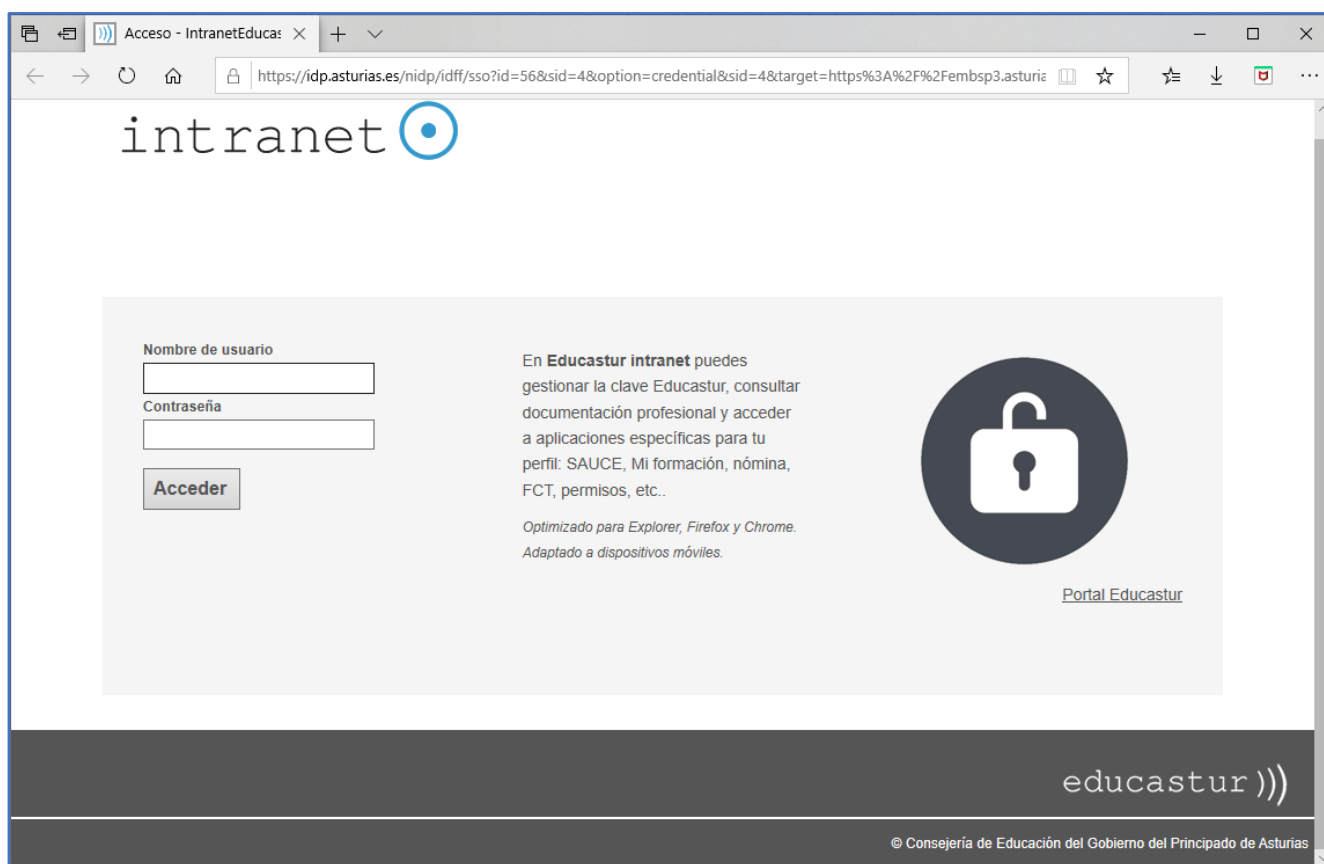 Acceso - IntranetEducas
https://idp.asturias.es/nidp/idff/sso?id=56&sid=4&option=credential&sid=4&target=https%3A%2F%2Fembsp3.asturia
intranet
Nombre de usuario
Contraseña
Acceder
En Educastur intranet puedes
gestionar la clave Educastur, consultar
documentación profesional y acceder
a aplicaciones específicas para tu
perfil: SAUCE, Mi formación, nómina,
FCT, permisos, etc..
Optimizado para Explorer, Firefox y Chrome.
Adaptado a dispositivos móviles.
Portal Educastur
educastur)))
© Consejería de Educación del Gobierno del Principado de Asturias